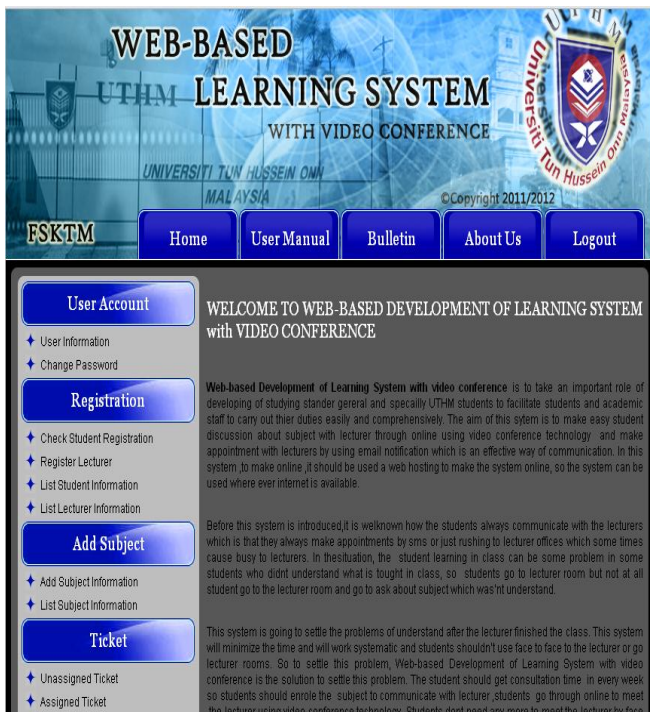 WEB-BASED
LEARNING SYSTEM
WITH VIDEO CONFERENCE
UTHM
UNIVERSITI TUN HUSSEIN ONN
MALAYSIA
UTHM
Universiti Tun Hussein Onn Malaysia
©Copyright 2011/2012
FSKTM
Home
User Manual
Bulletin
About Us
Logout
User Account
User Information
Change Password
Registration
Check Student Registration
Register Lecturer
List Student Information
List Lecturer Information
Add Subject
Add Subject Information
List Subject Information
Ticket
Unassigned Ticket
Assigned Ticket
WELCOME TO WEB-BASED DEVELOPMENT OF LEARNING SYSTEM
with VIDEO CONFERENCE
Web-based Development of Learning System with video conference is to take an important role of
developing of studying stander gereral and specailly UTHM students to facilitate students and academic
staff to carry out thier duties easily and comprehensively. The aim of this sytem is to make easy student
discussion about subject with lecturer through online using video conference technology and make
appointment with lecturers by using email notification which is an effective way of communication. In this
system ,to make online ,it should be used a web hosting to make the system online, so the system can be
used where ever internet is available.
Before this system is introduced,it is welknown how the students always communicate with the lecturers
which is that they always make appointments by sms or just rushing to lecturer offices which some times
cause busy to lecturers. In thesituation, the student learning in class can be some problem in some
students who didnt understand what is tought in class, so students go to lecturer room but not at all
student go to the lecturer room and go to ask about subject which was'nt understand.
This system is going to settle the problems of understand after the lecturer finished the class. This system
will minimize the time and will work systematic and students shouldn't use face to face to the lecturer or go
lecturer rooms. So to settle this problem, Web-based Development of Learning System with video
conference is the solution to settle this problem. The student should get consultation time in every week
so students should enrole the subject to communicate with lecturer ,students go through online to meet
the lecturer using video conference technology. Students dont need any more to meet the lecturer by face